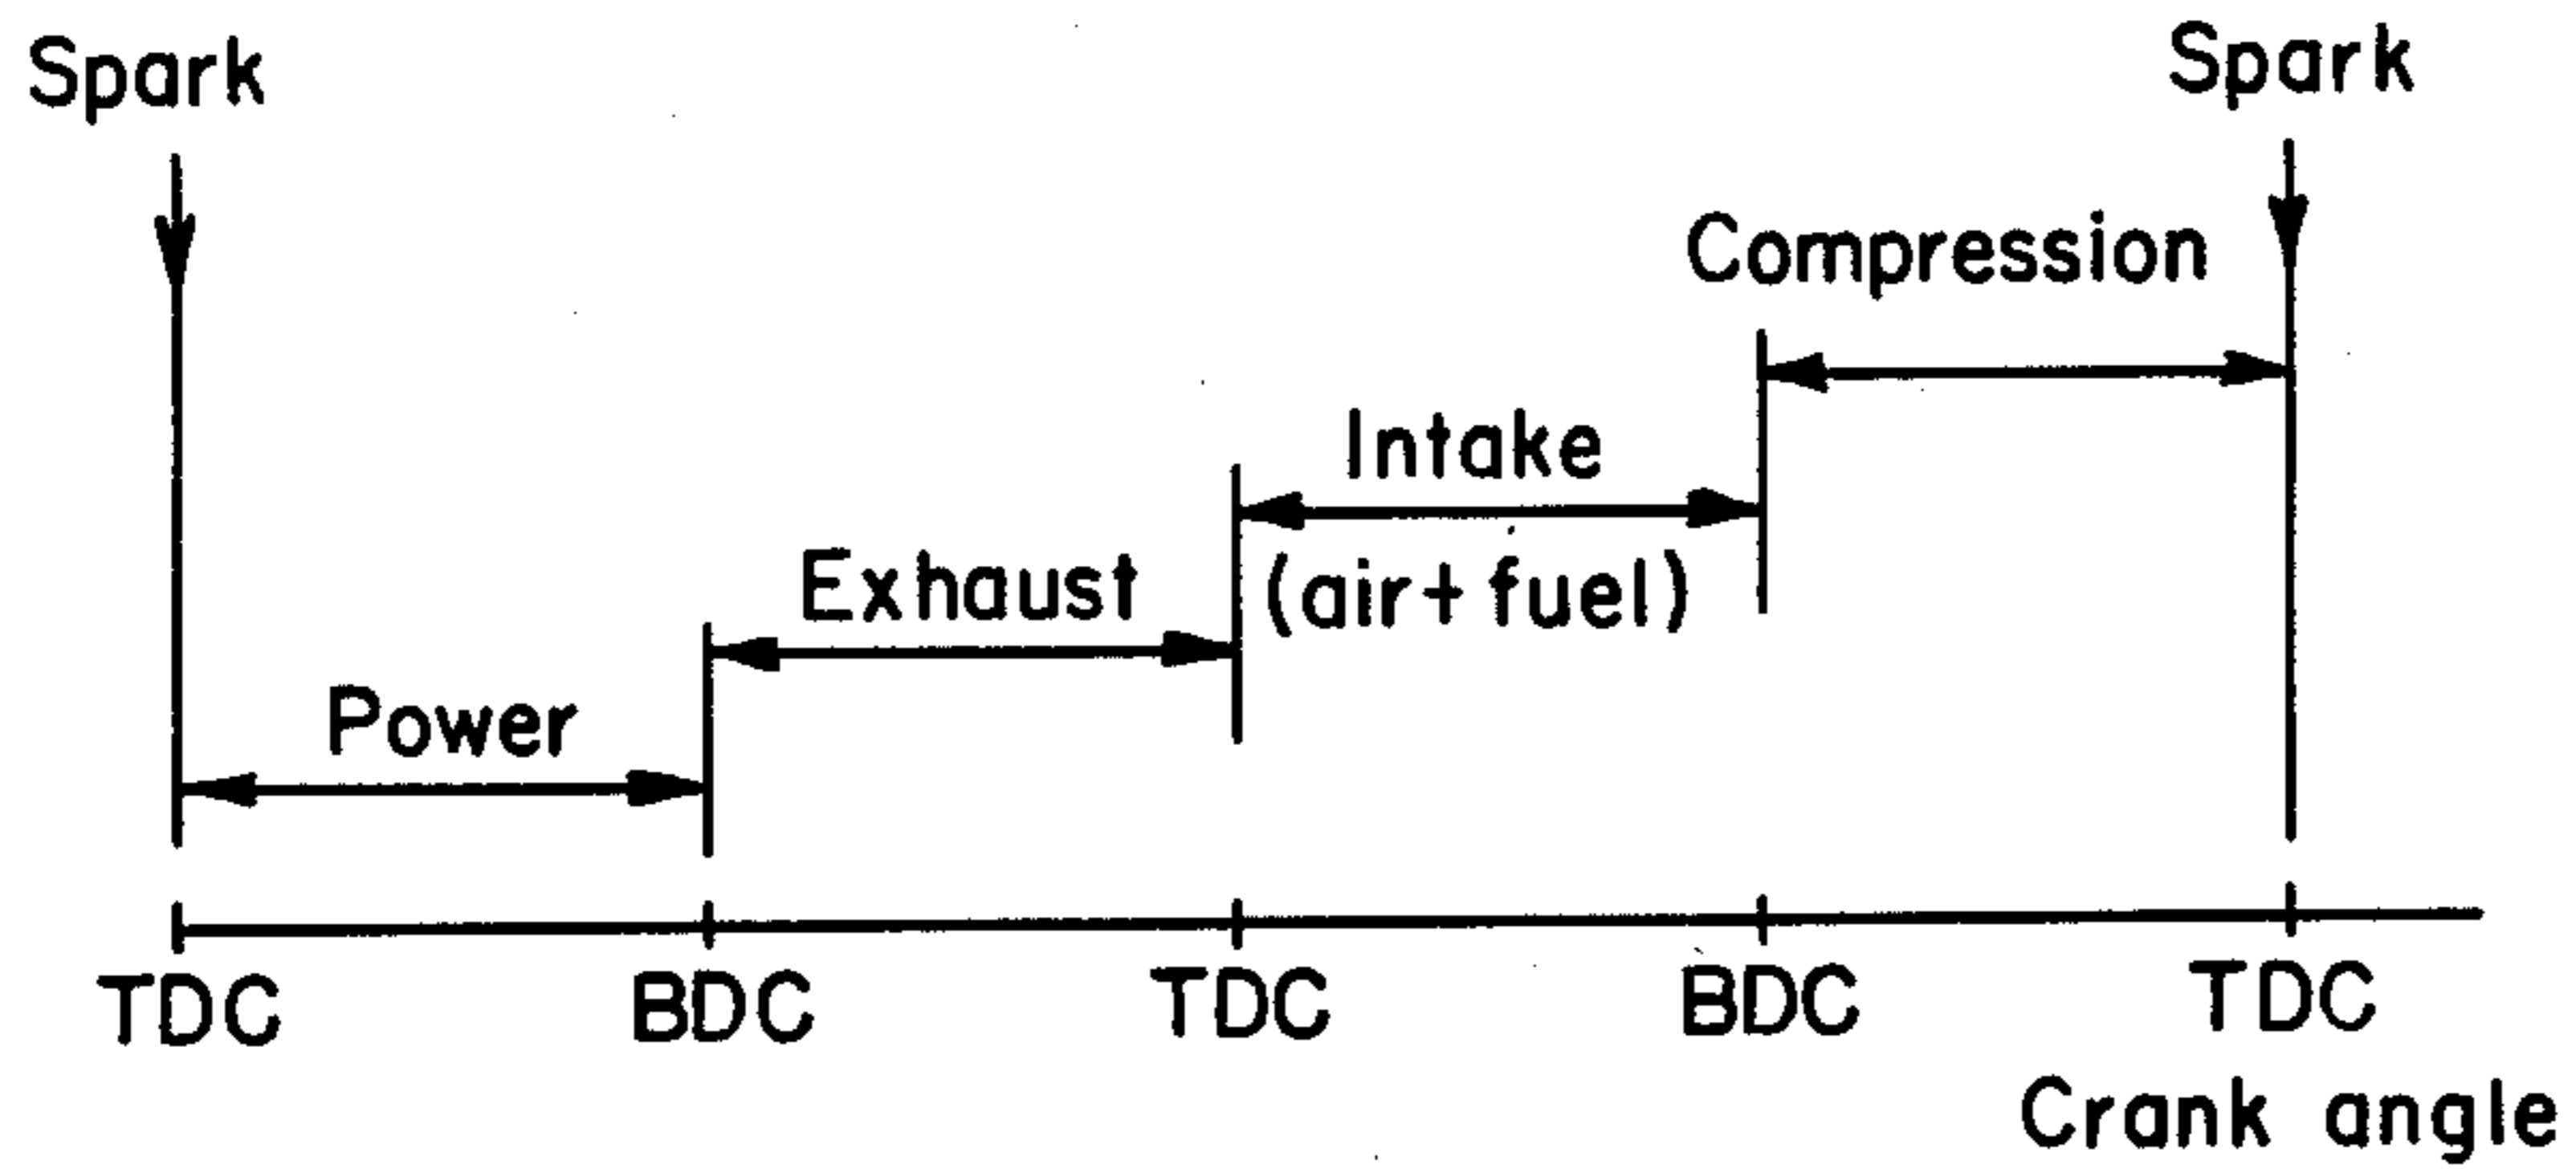 Spark
Spark
Compression
Intake
(air+ fuel)
Exhaust
Power
TDC BDC TDC BDC TDC
Crank angle